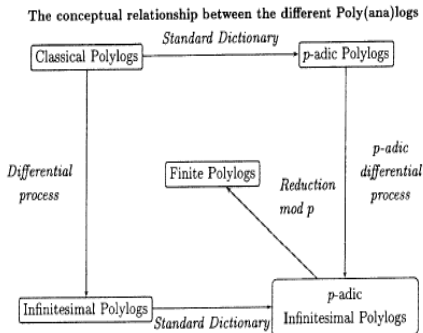 The conceptual relationship between the different Poly(ana)logs
Standard Dictionary
Classical Polylogs
p-adic Polylogs
Differential
process
Finite Polylogs
Reduction
mod p
p-adic
differential
process
Infinitesimal Polylogs
Standard Dictionary
p-adic
Infinitesimal Polylogs